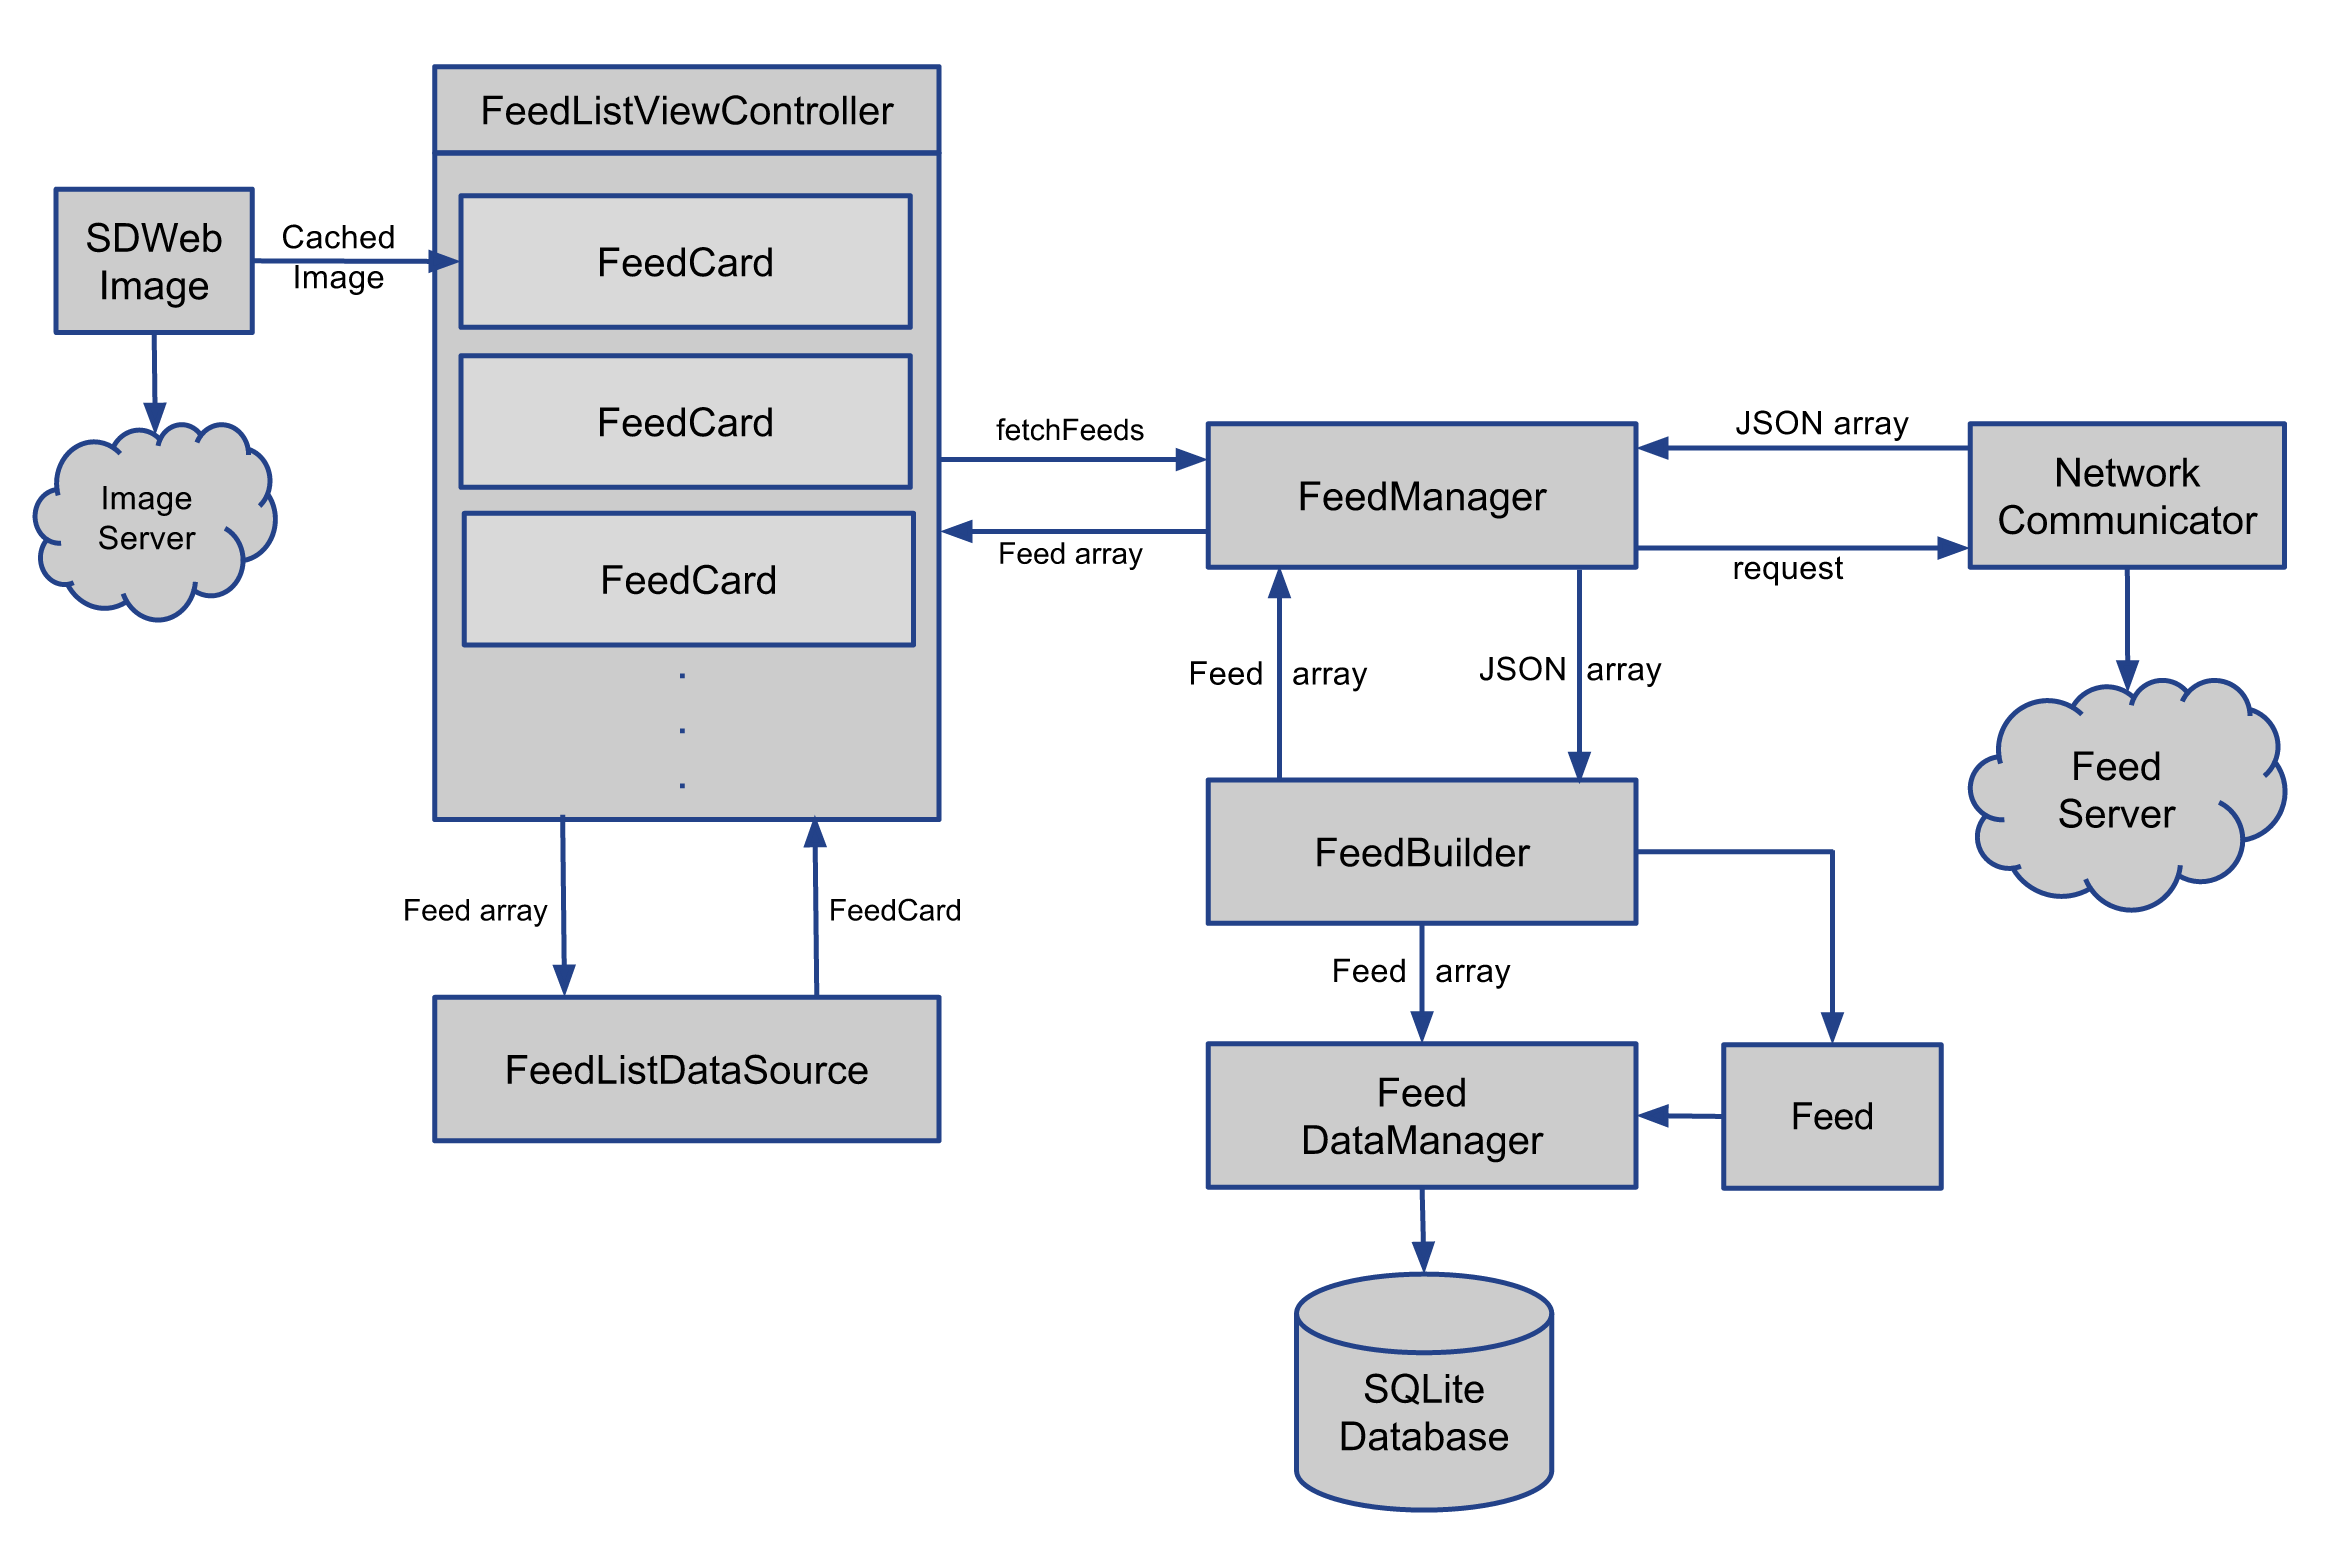 FeedListViewController
SDWeb
Image
Cached
Image
FeedCard
FeedCard
FeedCard
.
.
.
Image
Server
fetchFeeds
Feed array
FeedManager
JSON array
request
Network
Communicator
Feed array
JSON array
Feed
Server
FeedBuilder
Feed array
FeedCard
Feed array
FeedListDataSource
Feed
DataManager
Feed
SQLite
Database